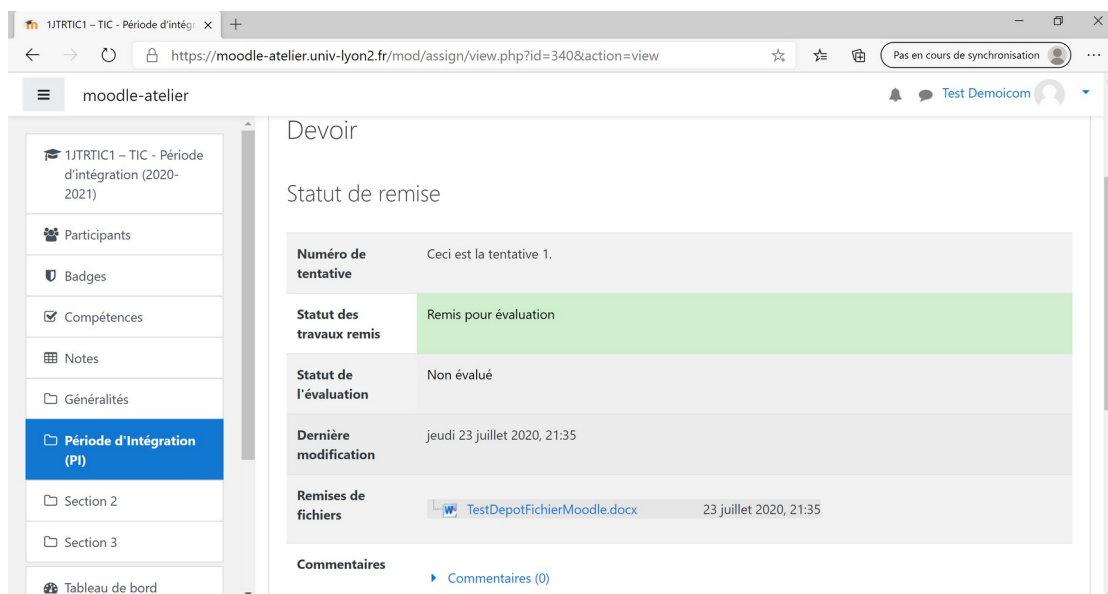 1JTRTIC1 – TIC - Période d'intégr
https://moodle-atelier.univ-lyon2.fr/mod/assign/view.php?id=340&action=view
Pas en cours de synchronisation
moodle-atelier
Test Demoicom
1JTRTIC1 – TIC - Période
d'intégration (2020-
2021)
Participants
Badges
Compétences
Notes
Généralités
Période d'Intégration
(PI)
Section 2
Section 3
Tableau de bord
Devoir
Statut de remise
Numéro de
tentative
Ceci est la tentative 1.
Statut des
travaux remis
Remis pour évaluation
Statut de
l'évaluation
Non évalué
Dernière
modification
jeudi 23 juillet 2020, 21:35
Remises de
fichiers
TestDepotFichierMoodle.docx 23 juillet 2020, 21:35
Commentaires
Commentaires (0)